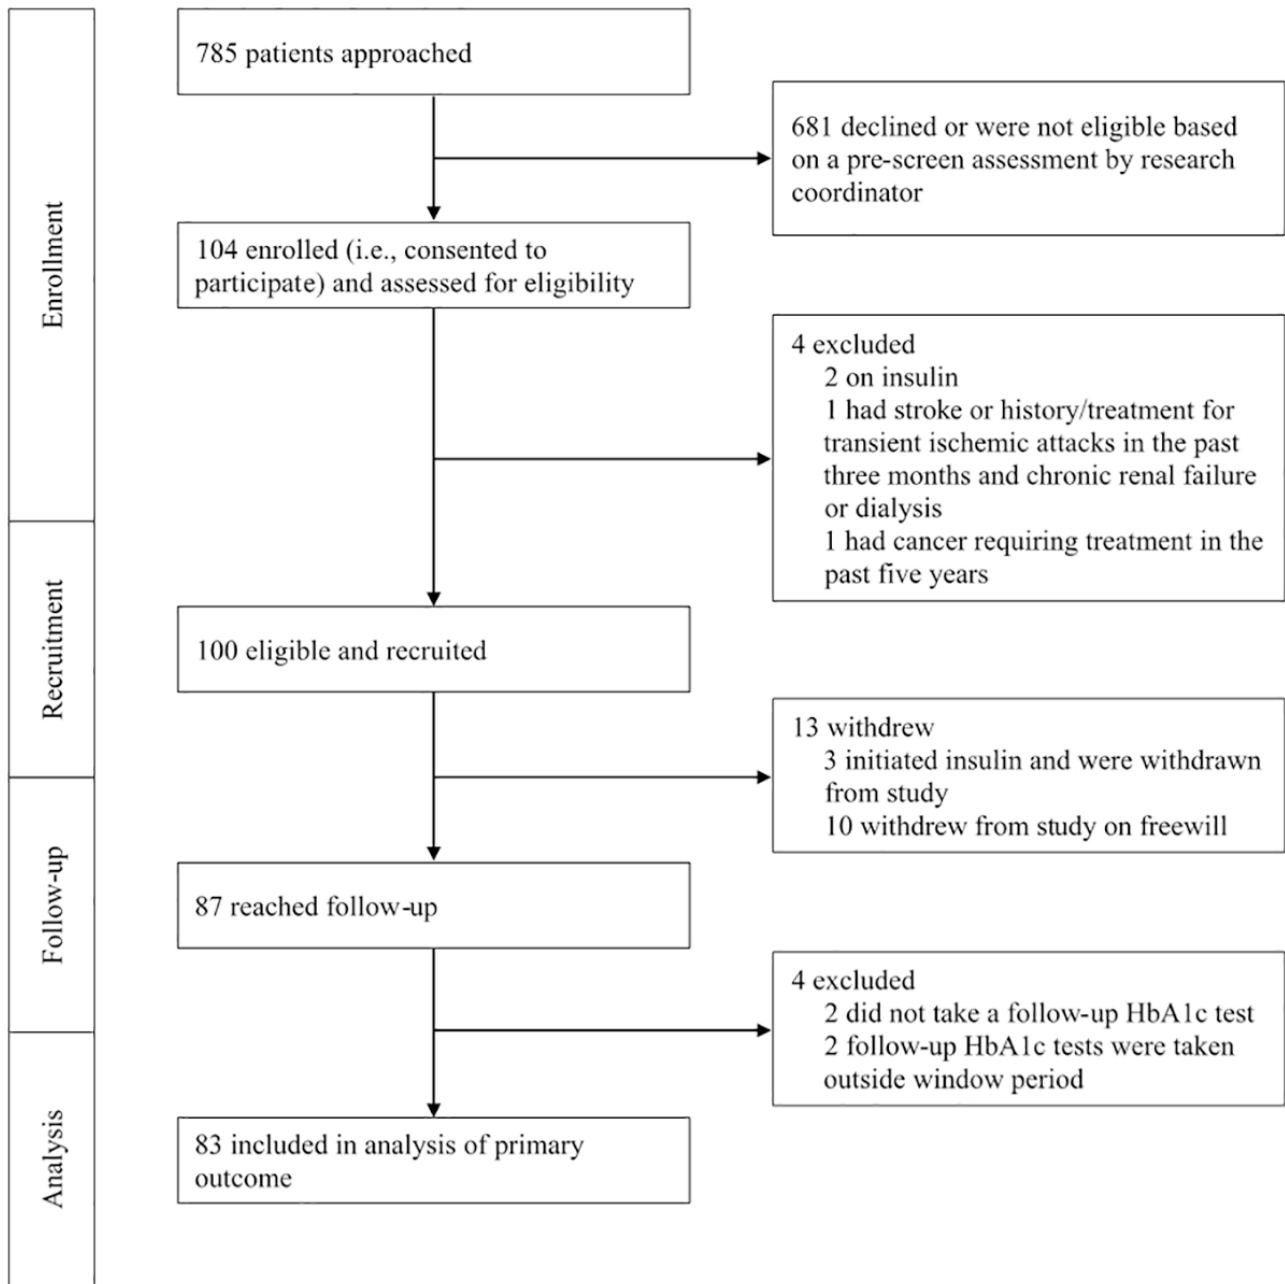 785 patients approached
681 declined or were not eligible based
on a pre-screen assessment by research
coordinator
Enrollment
104 enrolled (i.e., consented to
participate) and assessed for eligibility
4 excluded
2 on insulin
1 had stroke or history/treatment for
transient ischemic attacks in the past
three months and chronic renal failure
or dialysis
1 had cancer requiring treatment in the
past five years
Recruitment
100 eligible and recruited
13 withdrew
3 initiated insulin and were withdrawn
from study
10 withdrew from study on freewill
Follow-up
87 reached follow-up
4 excluded
2 did not take a follow-up HbA1c test
2 follow-up HbA1c tests were taken
outside window period
Analysis
83 included in analysis of primary
outcome